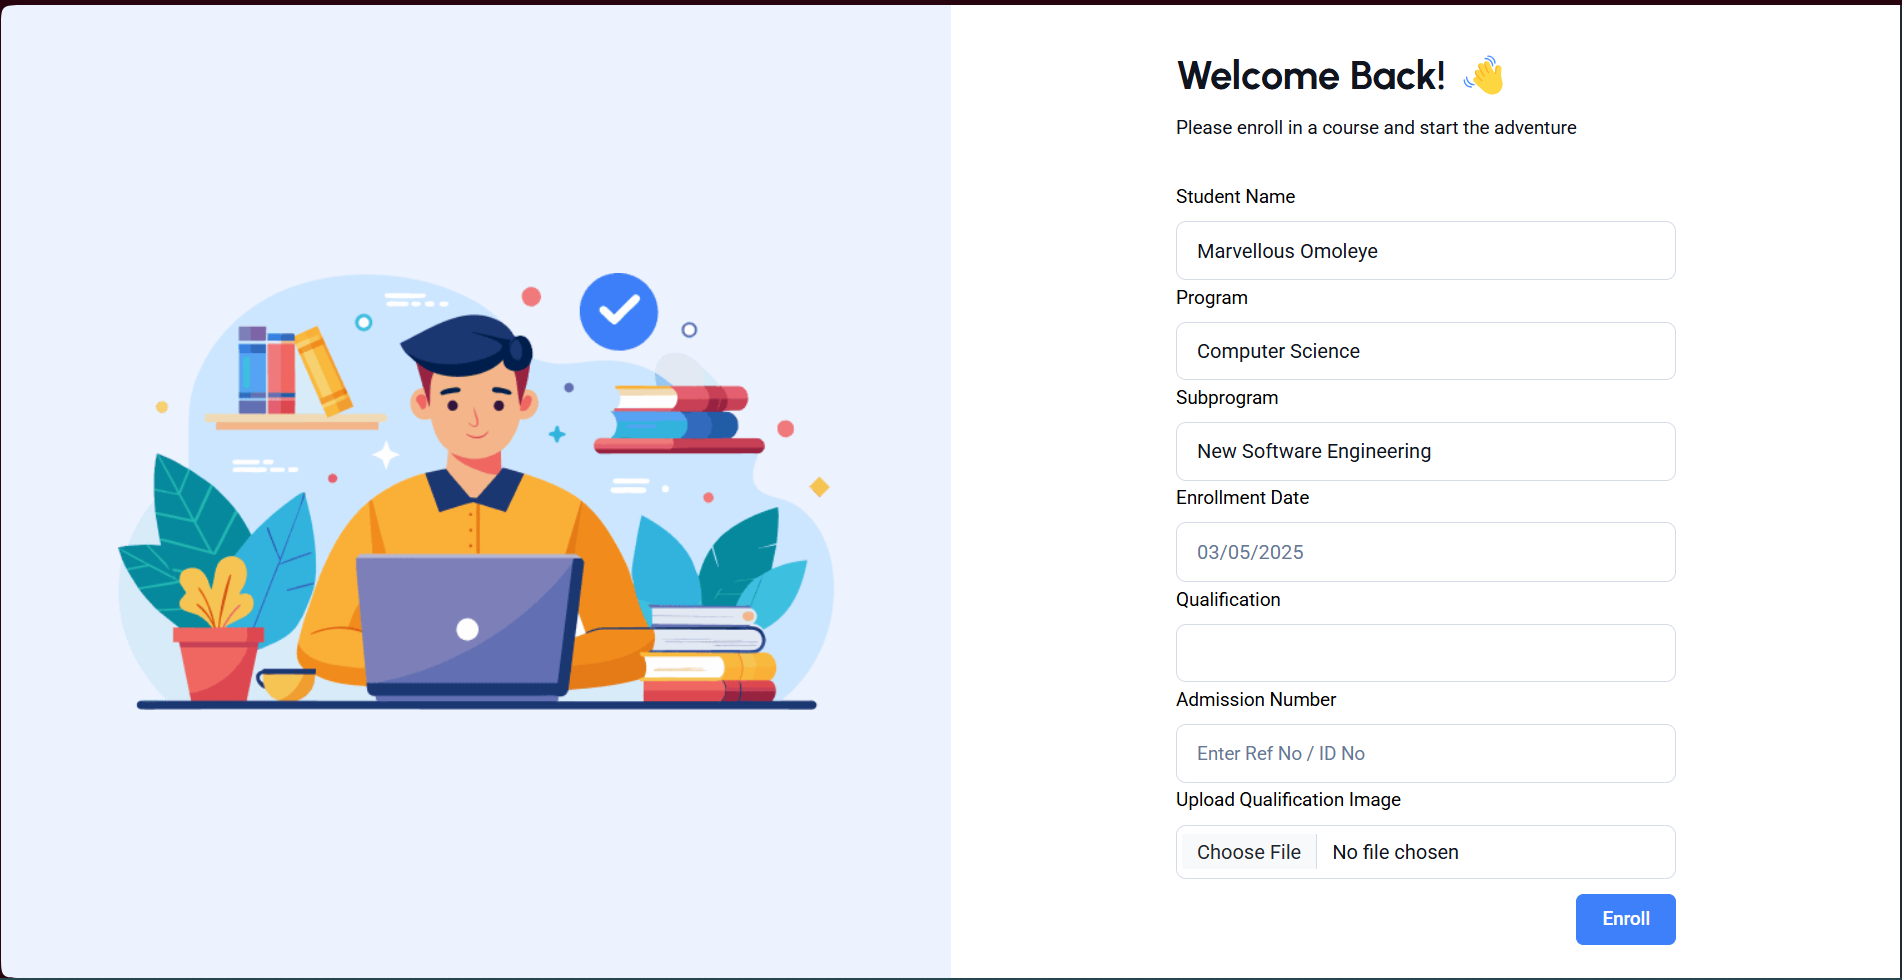 Welcome Back! 👋
Please enroll in a course and start the adventure
Student Name
Marvellous Omoleye
Program
Computer Science
Subprogram
New Software Engineering
Enrollment Date
03/05/2025
Qualification
Admission Number
Enter Ref No / ID No
Upload Qualification Image
Choose File No file chosen
Enroll